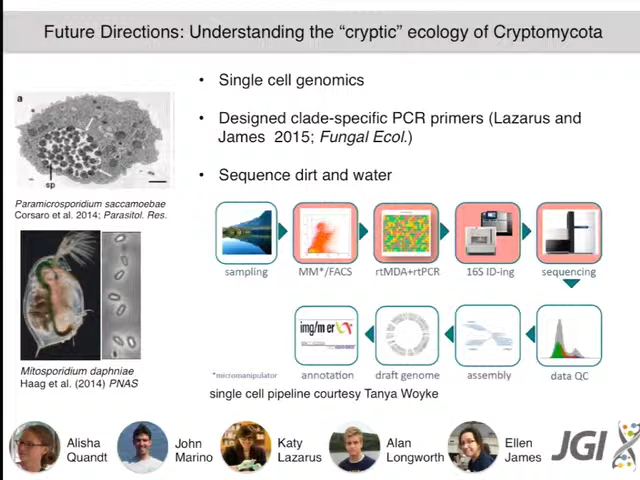 Future Directions: Understanding the “cryptic” ecology of Cryptomycota
• Single cell genomics
• Designed clade-specific PCR primers (Lazarus and
James 2015; Fungal Ecol.)
• Sequence dirt and water
a
sp
Paramicrosporidium saccamoebae
Corsaro et al. 2014; Parasitol. Res.
Mitosporidium daphniae
Haag et al. (2014) PNAS
sampling
MM*/FACS
rtMDA+rtPCR
16S ID-ing
sequencing
img/m er
*micromanipulator
annotation
draft genome
assembly
data QC
single cell pipeline courtesy Tanya Woyke
Alisha
Quandt
John
Marino
Katy
Lazarus
Alan
Longworth
Ellen
James
JGI